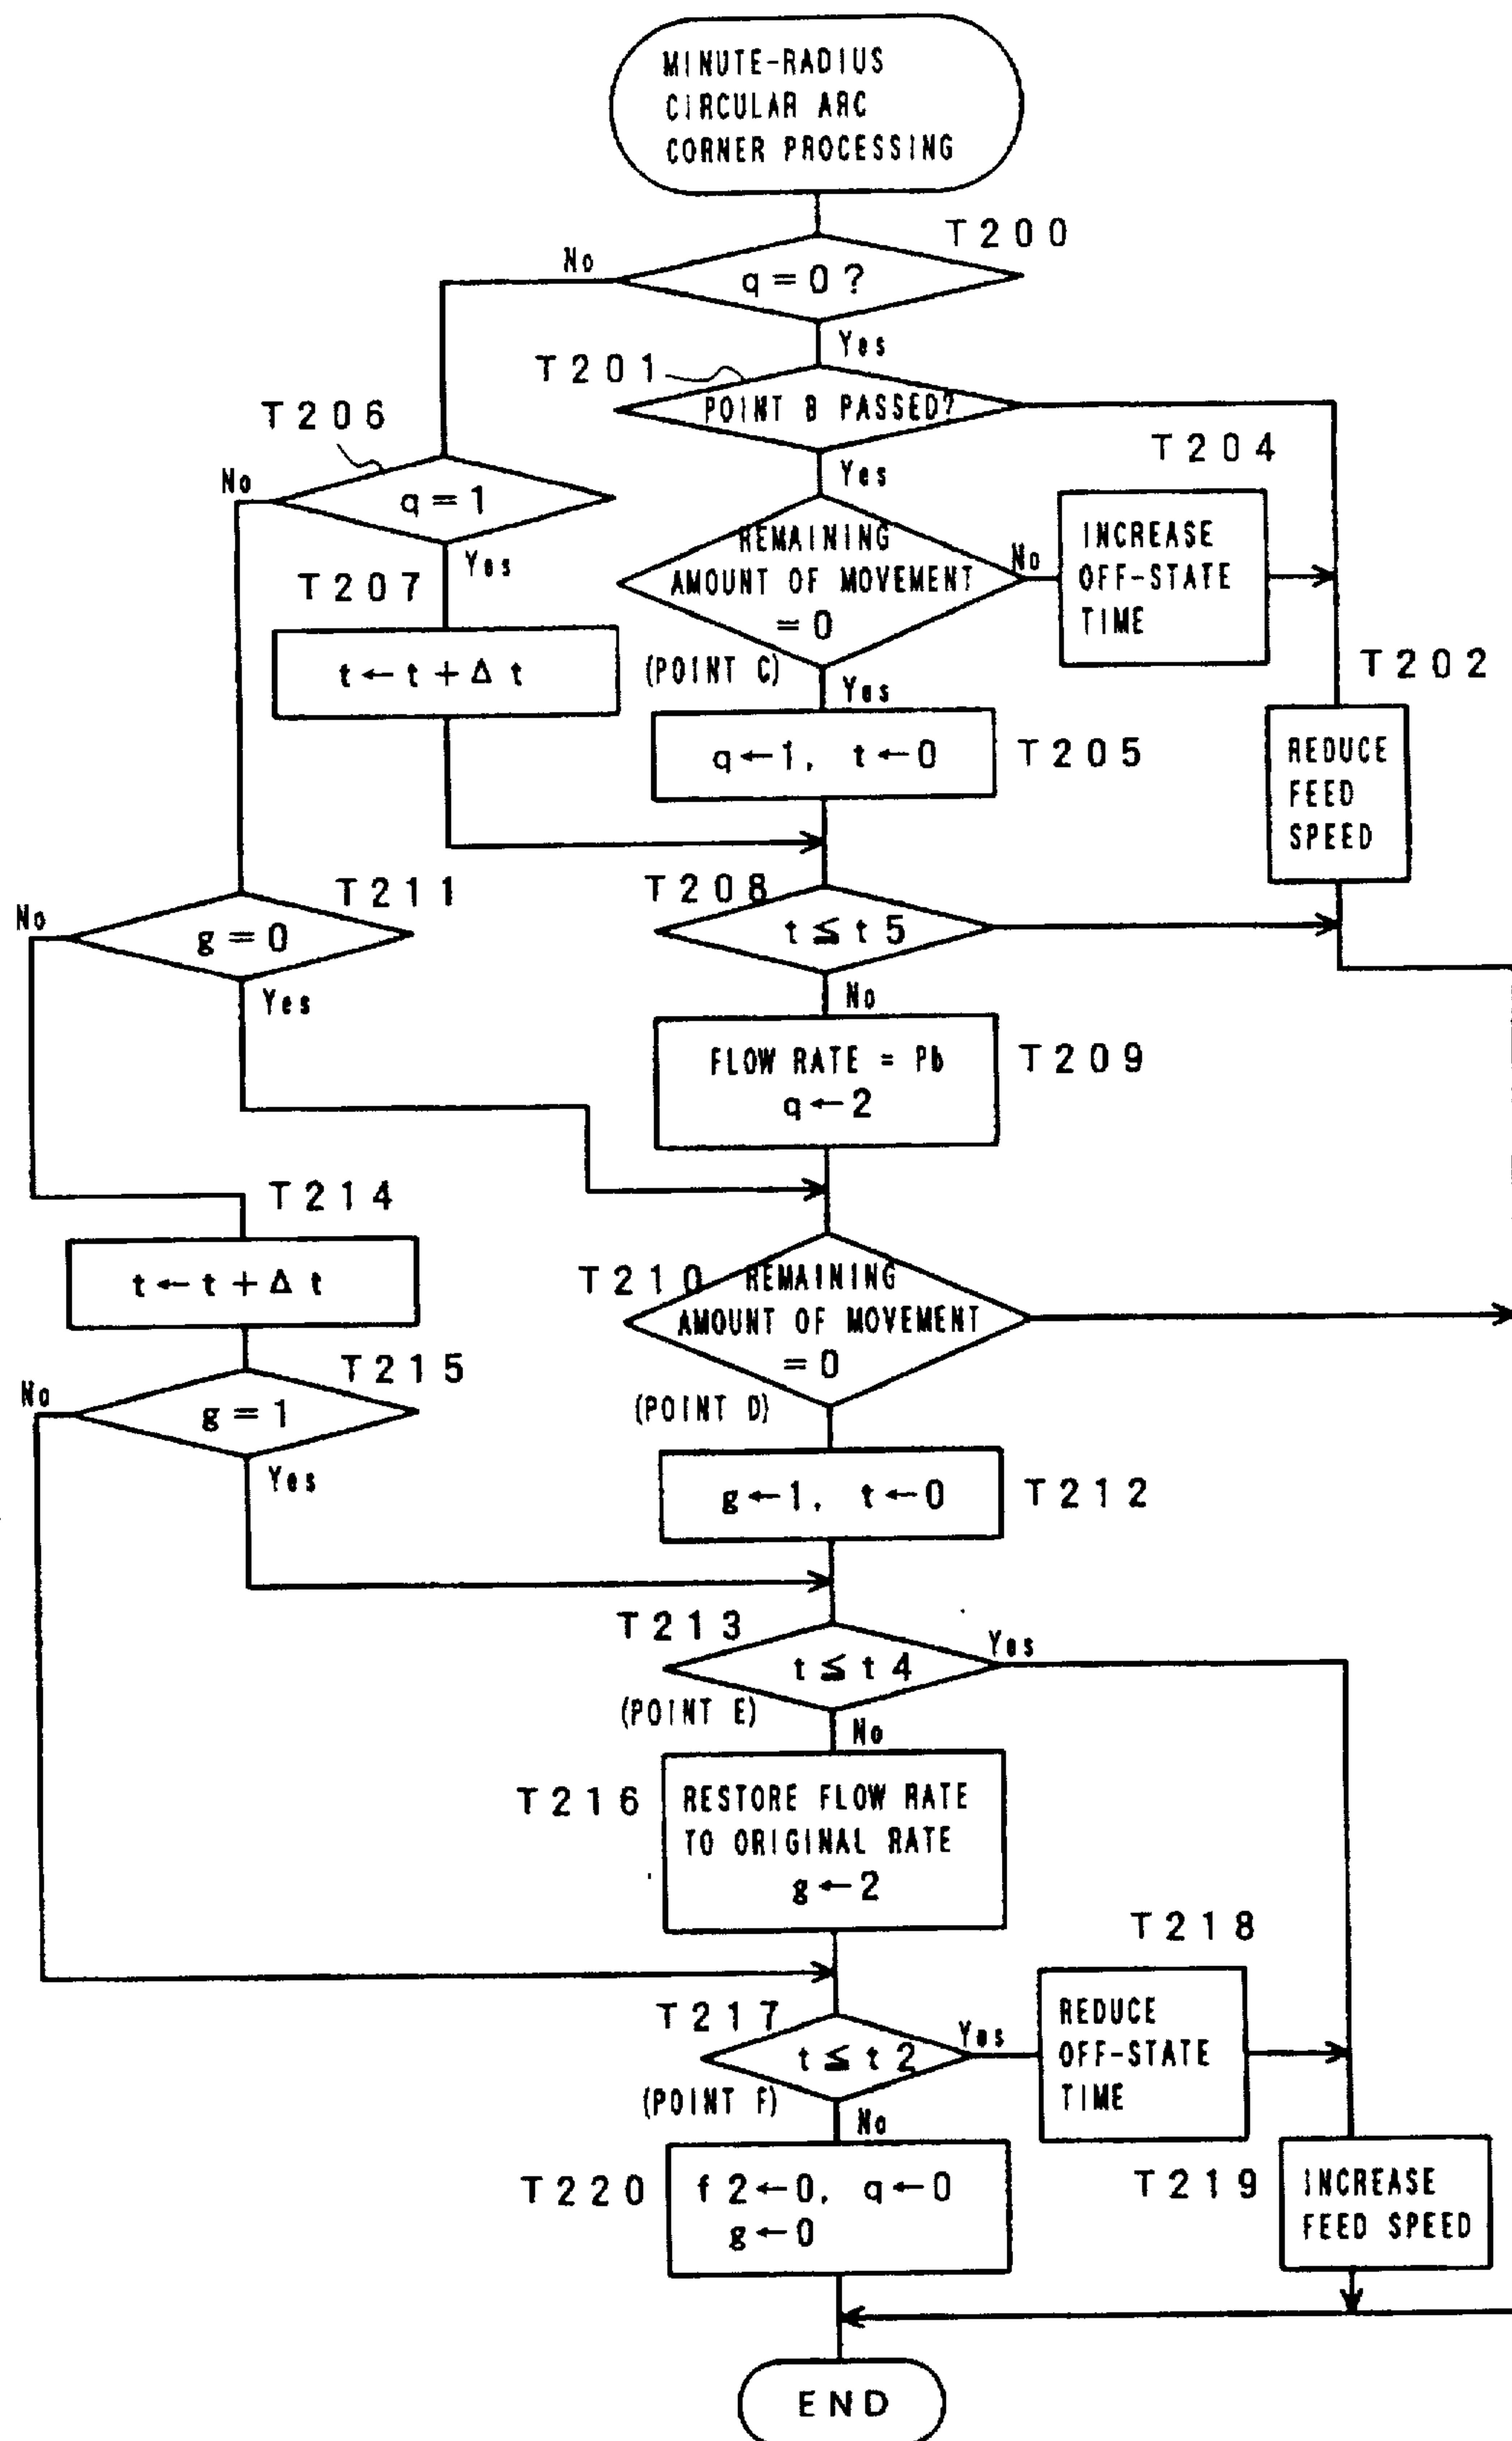 MINUTE-RADIUS
CIRCULAR ARC
CORNER PROCESSING
T200
No
q=0?
Yes
T201
POINT B PASSED?
T206
T204
No
q=1
Yes
REMAINING
AMOUNT OF MOVEMENT
=0
No
INCREASE
OFF-STATE
TIME
Yes
T207
t←t+Δt
(POINT C)
Yes
T202
q←1, t←0
T205
REDUCE
FEED
SPEED
T211
T208
No
g=0
t≦t5
Yes
No
FLOW RATE = Pb
q←2
T209
T214
t←t+Δt
T210
REMAINING
AMOUNT OF MOVEMENT
=0
T215
No
g=1
(POINT D)
Yes
g←1, t←0
T212
T213
Yes
t≦t4
(POINT E)
No
T216
RESTORE FLOW RATE
TO ORIGINAL RATE
g←2
T218
T217
Yes
t≦t2
REDUCE
OFF-STATE
TIME
(POINT F)
No
T220
f2←0, q←0
g←0
T219
INCREASE
FEED SPEED
END